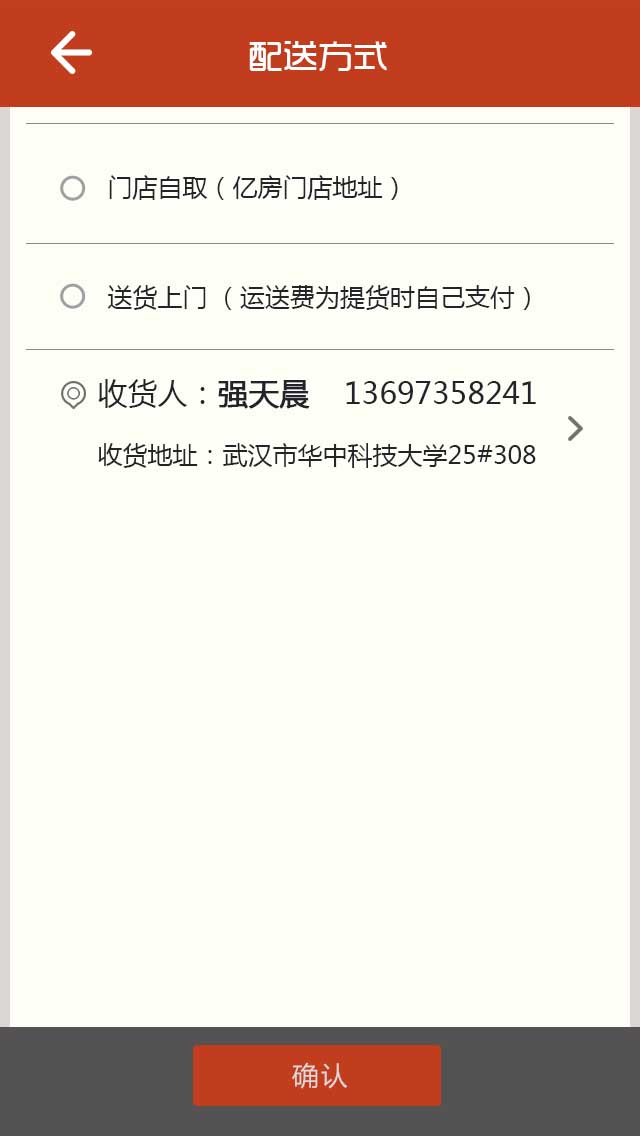 配送方式
门店自取（亿房门店地址）
送货上门（运送费为提货时自己支付）
收货人：强天晨 13697358241
收货地址：武汉市华中科技大学25#308
确认